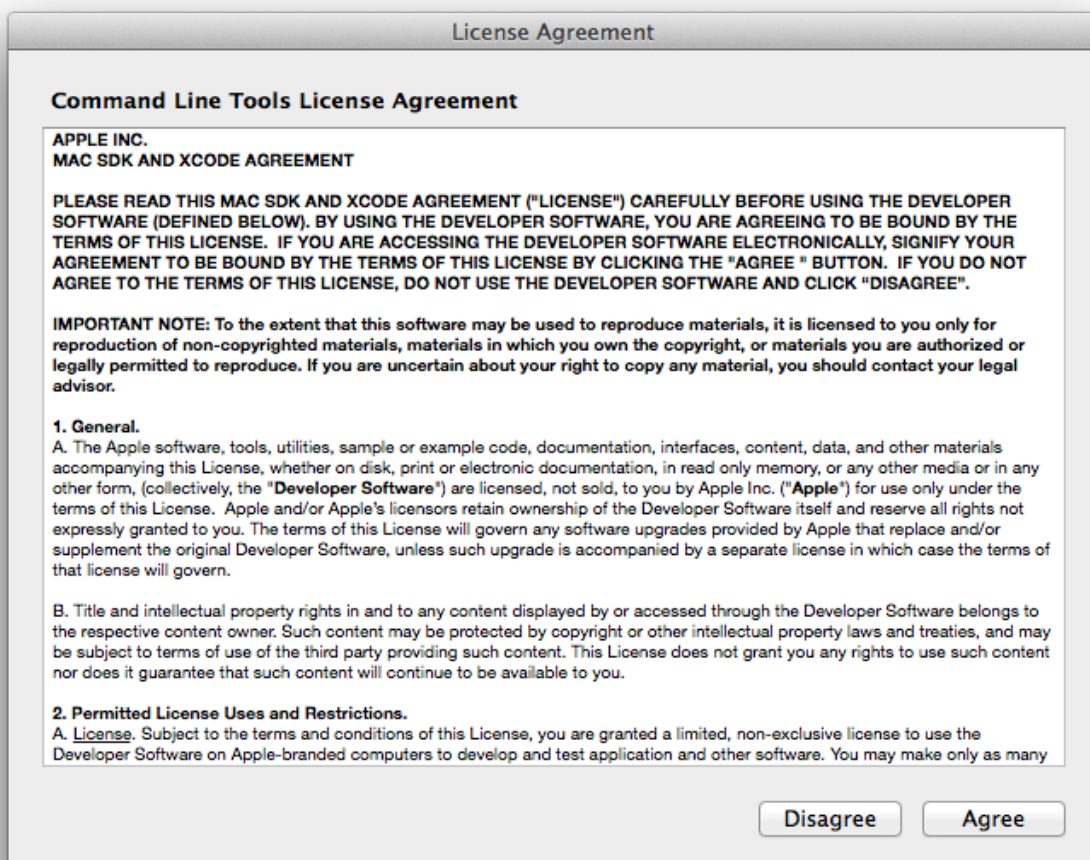 License Agreement
Command Line Tools License Agreement
APPLE INC.
MAC SDK AND XCODE AGREEMENT
PLEASE READ THIS MAC SDK AND XCODE AGREEMENT ("LICENSE") CAREFULLY BEFORE USING THE DEVELOPER
SOFTWARE (DEFINED BELOW). BY USING THE DEVELOPER SOFTWARE, YOU ARE AGREEING TO BE BOUND BY THE
TERMS OF THIS LICENSE.  IF YOU ARE ACCESSING THE DEVELOPER SOFTWARE ELECTRONICALLY, SIGNIFY YOUR
AGREEMENT TO BE BOUND BY THE TERMS OF THIS LICENSE BY CLICKING THE "AGREE " BUTTON.  IF YOU DO NOT
AGREE TO THE TERMS OF THIS LICENSE, DO NOT USE THE DEVELOPER SOFTWARE AND CLICK “DISAGREE”.
IMPORTANT NOTE: To the extent that this software may be used to reproduce materials, it is licensed to you only for
reproduction of non-copyrighted materials, materials in which you own the copyright, or materials you are authorized or
legally permitted to reproduce. If you are uncertain about your right to copy any material, you should contact your legal
advisor.
1. General.
A. The Apple software, tools, utilities, sample or example code, documentation, interfaces, content, data, and other materials
accompanying this License, whether on disk, print or electronic documentation, in read only memory, or any other media or in any
other form, (collectively, the "Developer Software") are licensed, not sold, to you by Apple Inc. ("Apple") for use only under the
terms of this License.  Apple and/or Apple’s licensors retain ownership of the Developer Software itself and reserve all rights not
expressly granted to you. The terms of this License will govern any software upgrades provided by Apple that replace and/or
supplement the original Developer Software, unless such upgrade is accompanied by a separate license in which case the terms of
that license will govern.
B. Title and intellectual property rights in and to any content displayed by or accessed through the Developer Software belongs to
the respective content owner. Such content may be protected by copyright or other intellectual property laws and treaties, and may
be subject to terms of use of the third party providing such content. This License does not grant you any rights to use such content
nor does it guarantee that such content will continue to be available to you.
2. Permitted License Uses and Restrictions.
A. License. Subject to the terms and conditions of this License, you are granted a limited, non-exclusive license to use the
Developer Software on Apple-branded computers to develop and test application and other software. You may make only as many
Disagree
Agree